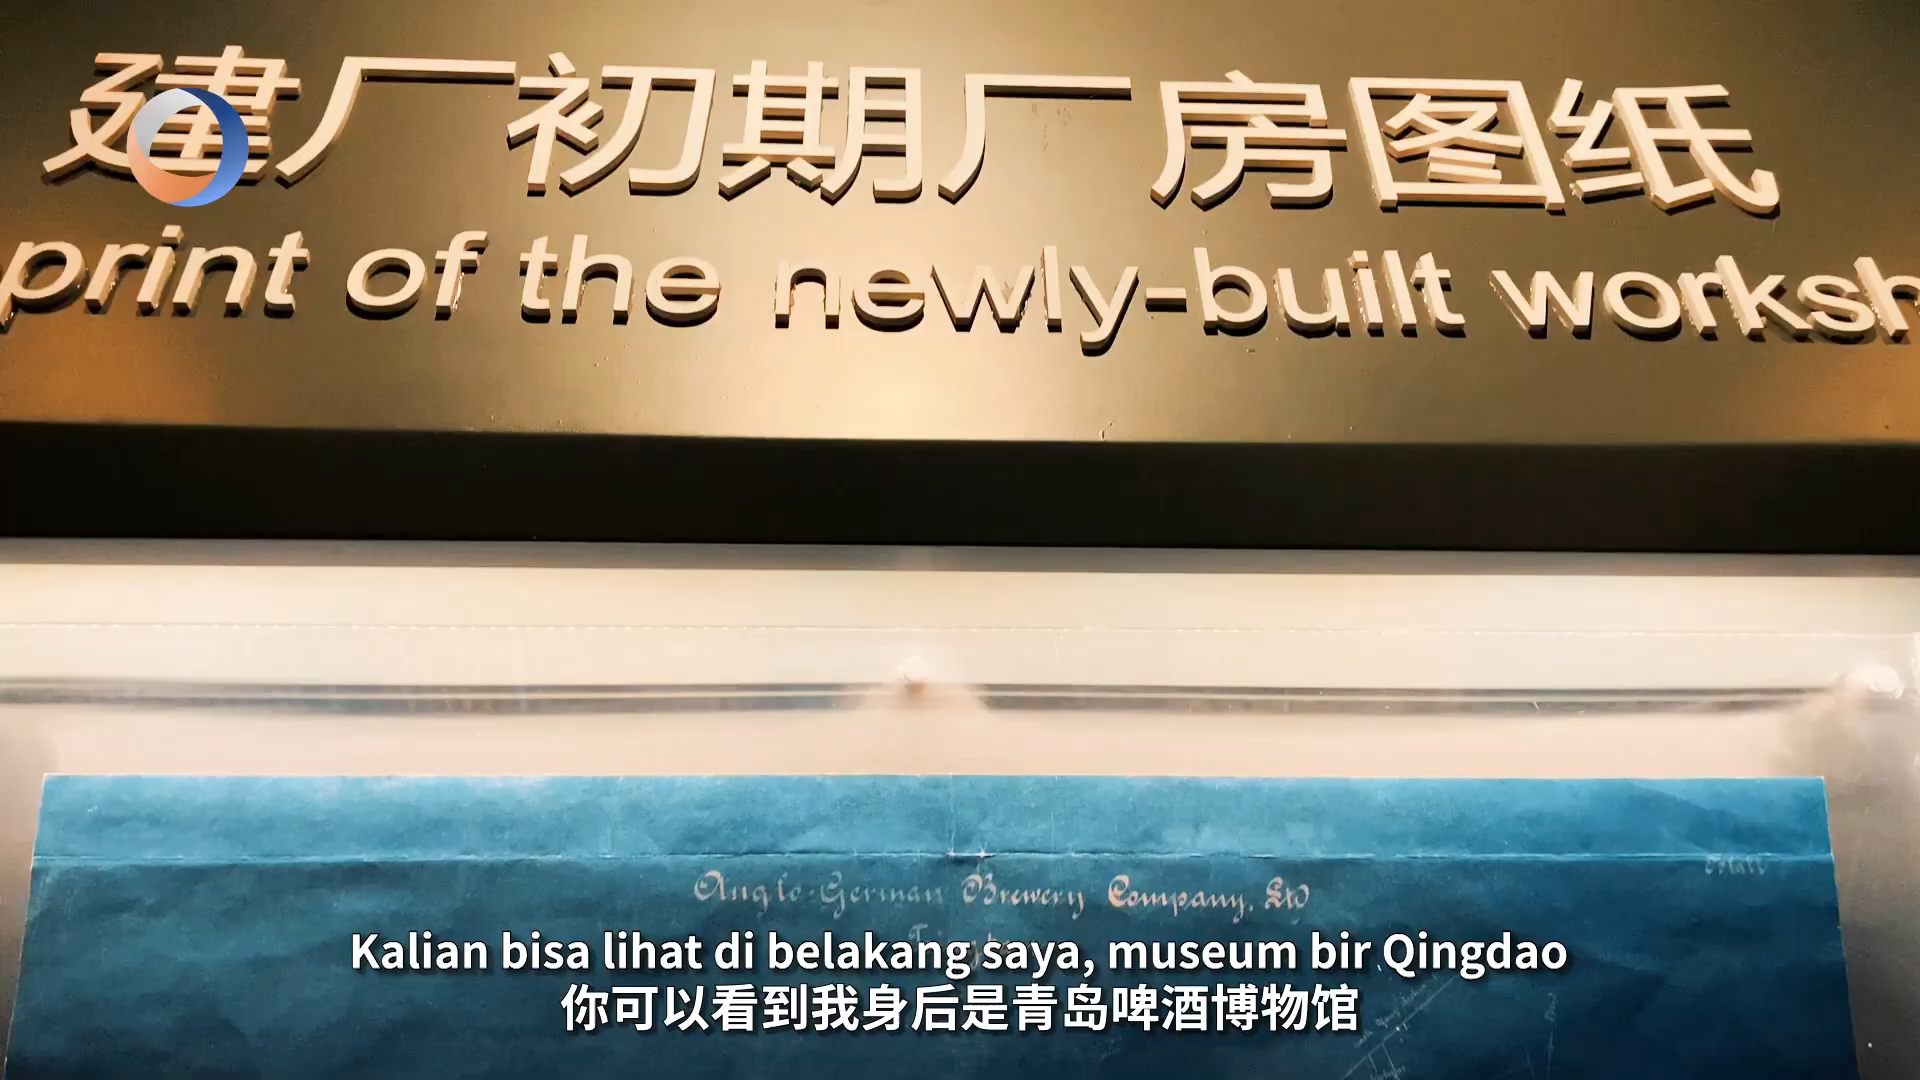 建厂初期厂房图纸
print of the newly-built worksh
Blatt
Anglo-German Brewery Company, Ltd
Kalian bisa lihat di belakang saya, museum bir Qingdao
你可以看到我身后是青岛啤酒博物馆